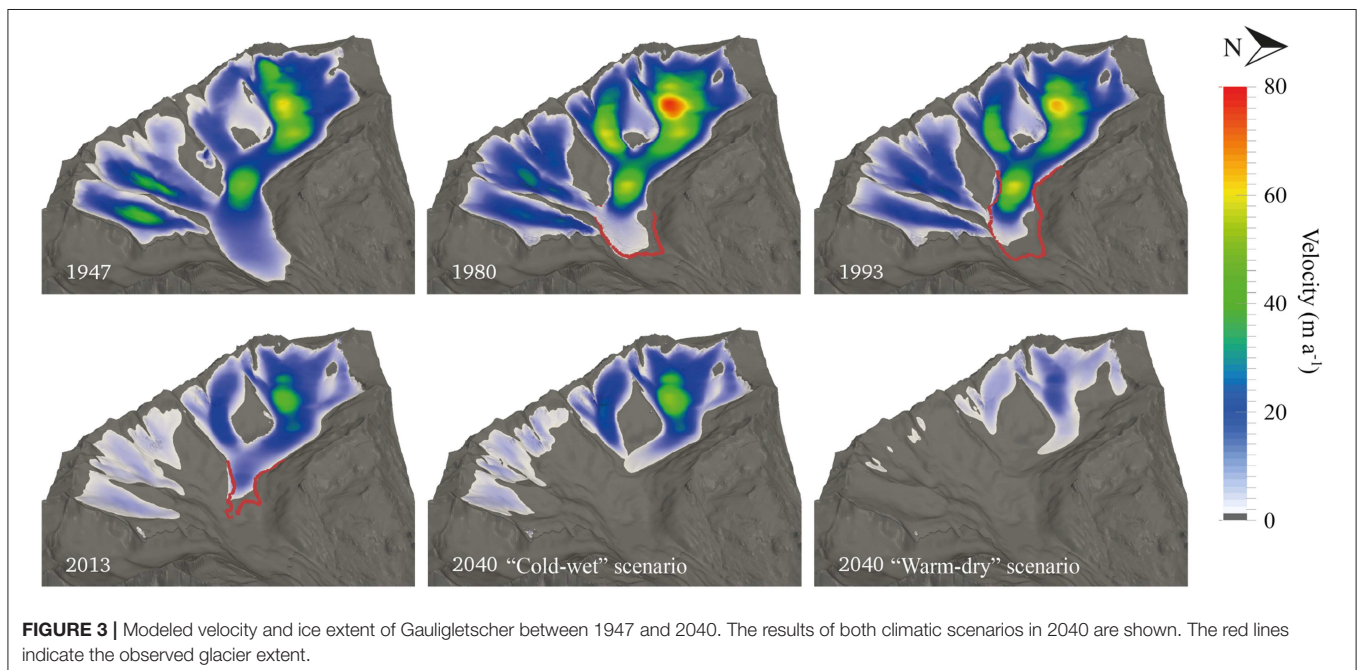 N
80
60
40
20
0
Velocity (m a⁻¹)
1947
1980
1993
2013
2040 “Cold-wet” scenario
2040 “Warm-dry” scenario
FIGURE 3 | Modeled velocity and ice extent of Gauligletscher between 1947 and 2040. The results of both climatic scenarios in 2040 are shown. The red lines
indicate the observed glacier extent.